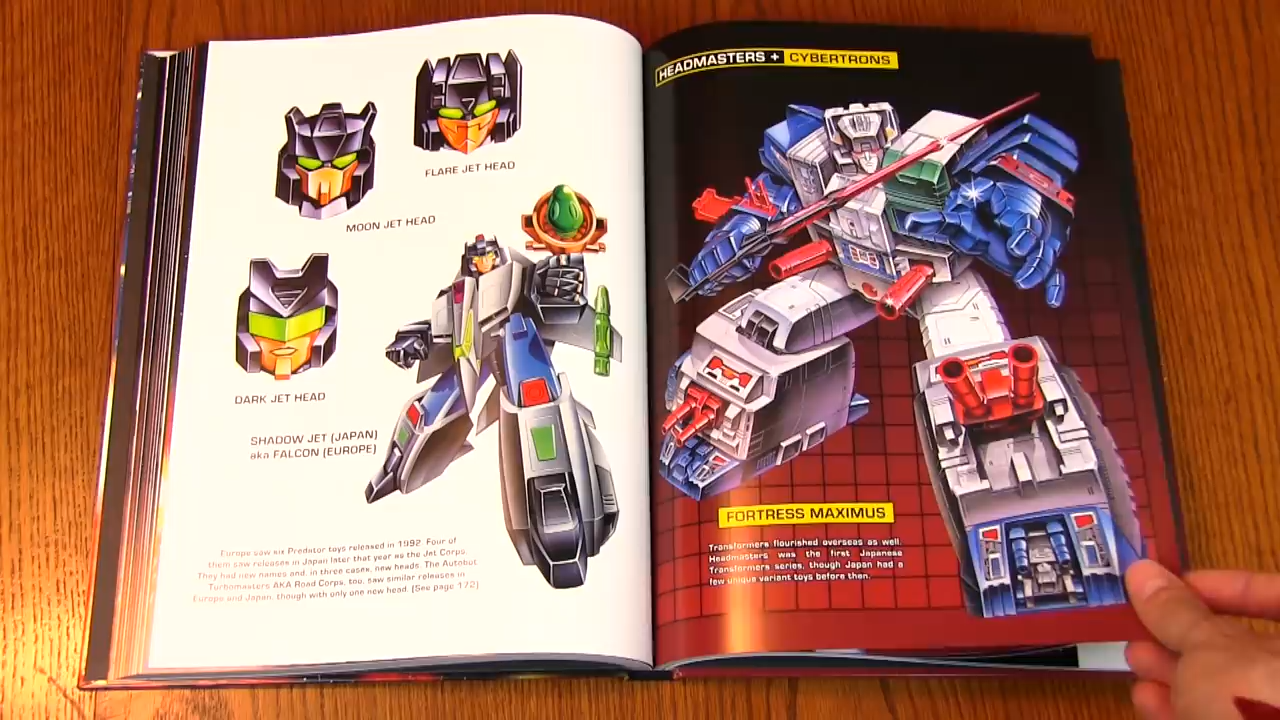 FLARE JET HEAD
MOON JET HEAD
DARK JET HEAD
SHADOW JET (JAPAN)
aka FALCON (EUROPE)
Europe saw six Predator toys released in 1992. Four of
them saw releases in Japan later that year as the Jet Corps.
They had new names and, in three cases, new heads. The Autobot
Turbomasters AKA Road Corps, too, saw similar releases in
Europe and Japan, though with only one new head. (See page 172)
HEADMASTERS + CYBERTRONS
FORTRESS MAXIMUS
Transformers flourished overseas as well.
Headmasters was the first Japanese
Transformers series, though Japan had a
few unique variant toys before then.